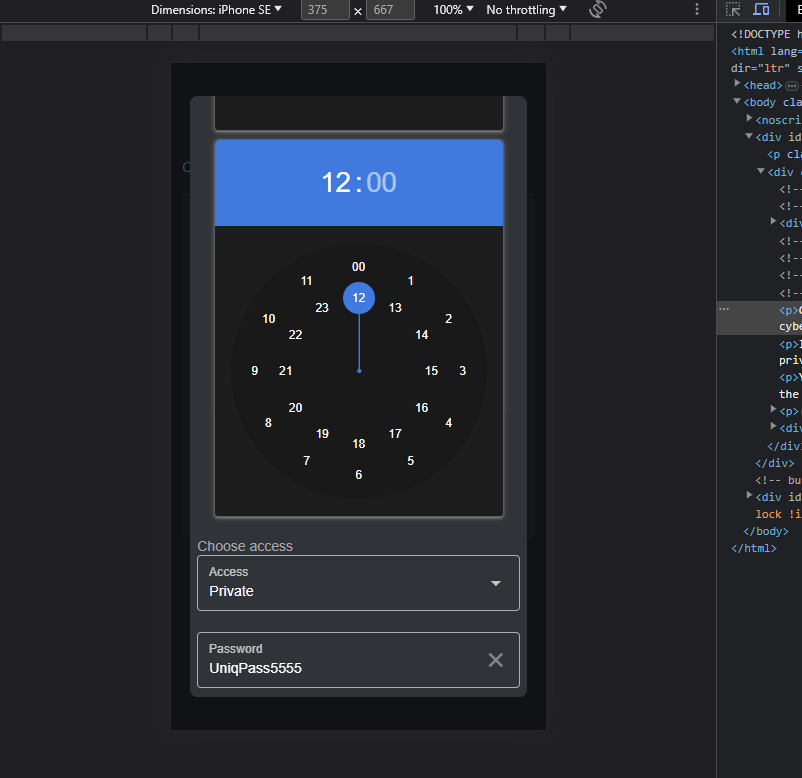 Dimensions: iPhone SE 375 × 667 100% No throttling
12:00
00
11 1
12
23 13
10 2
22 14
9 21 15 3
20 16
8 4
19 17
18
7 5
6
Choose access
Access
Private
Password
UniqPass5555
<!DOCTYPE h
<html lang=
dir="ltr" s
<head>
<body cla
<noscri
<div id
<p cl
<div
<!--
<!--
<div
<!--
<!--
<!--
<!--
<p>
cybe
<p>
priv
<p>
the
<p>
<div
</div
</div>
<!-- bu
<div id
lock !i
</body>
</html>